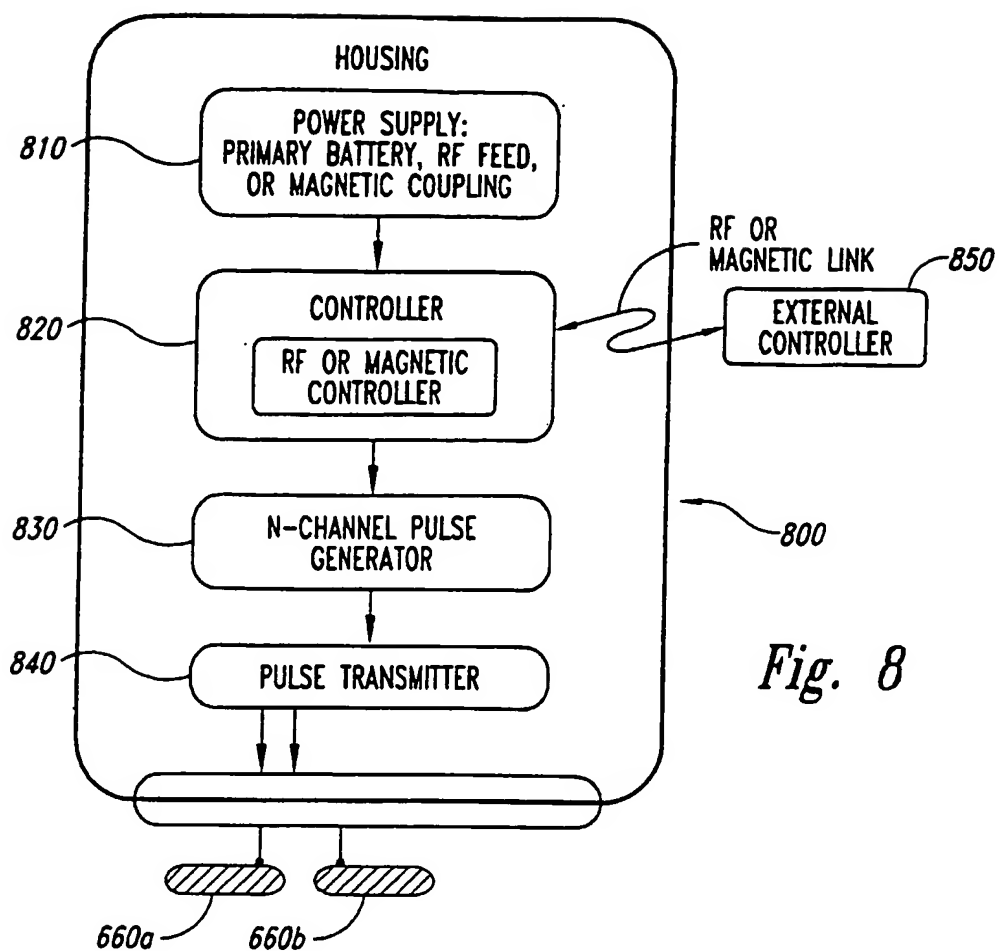 HOUSING
810
POWER SUPPLY:
PRIMARY BATTERY, RF FEED,
OR MAGNETIC COUPLING
RF OR
MAGNETIC LINK
850
820
CONTROLLER
RF OR MAGNETIC
CONTROLLER
EXTERNAL
CONTROLLER
830
N-CHANNEL PULSE
GENERATOR
800
840
PULSE TRANSMITTER
Fig. 8
660a
660b